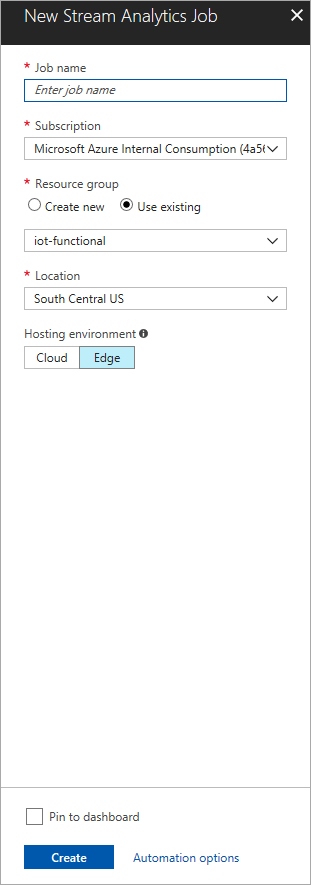 New Stream Analytics Job
* Job name
Enter job name
* Subscription
Microsoft Azure Internal Consumption (4a56
* Resource group
Create new Use existing
iot-functional
* Location
South Central US
Hosting environment
Cloud Edge
Pin to dashboard
Create Automation options